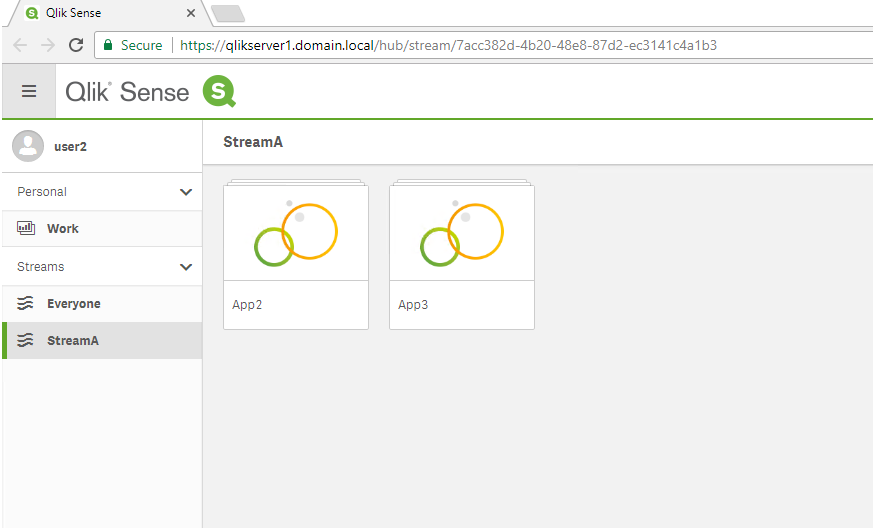 Qlik Sense
Secure https://qlikserver1.domain.local/hub/stream/7acc382d-4b20-48e8-87d2-ec3141c4a1b3
Qlik Sense
user2
StreamA
Personal
Work
Streams
Everyone
StreamA
App2
App3